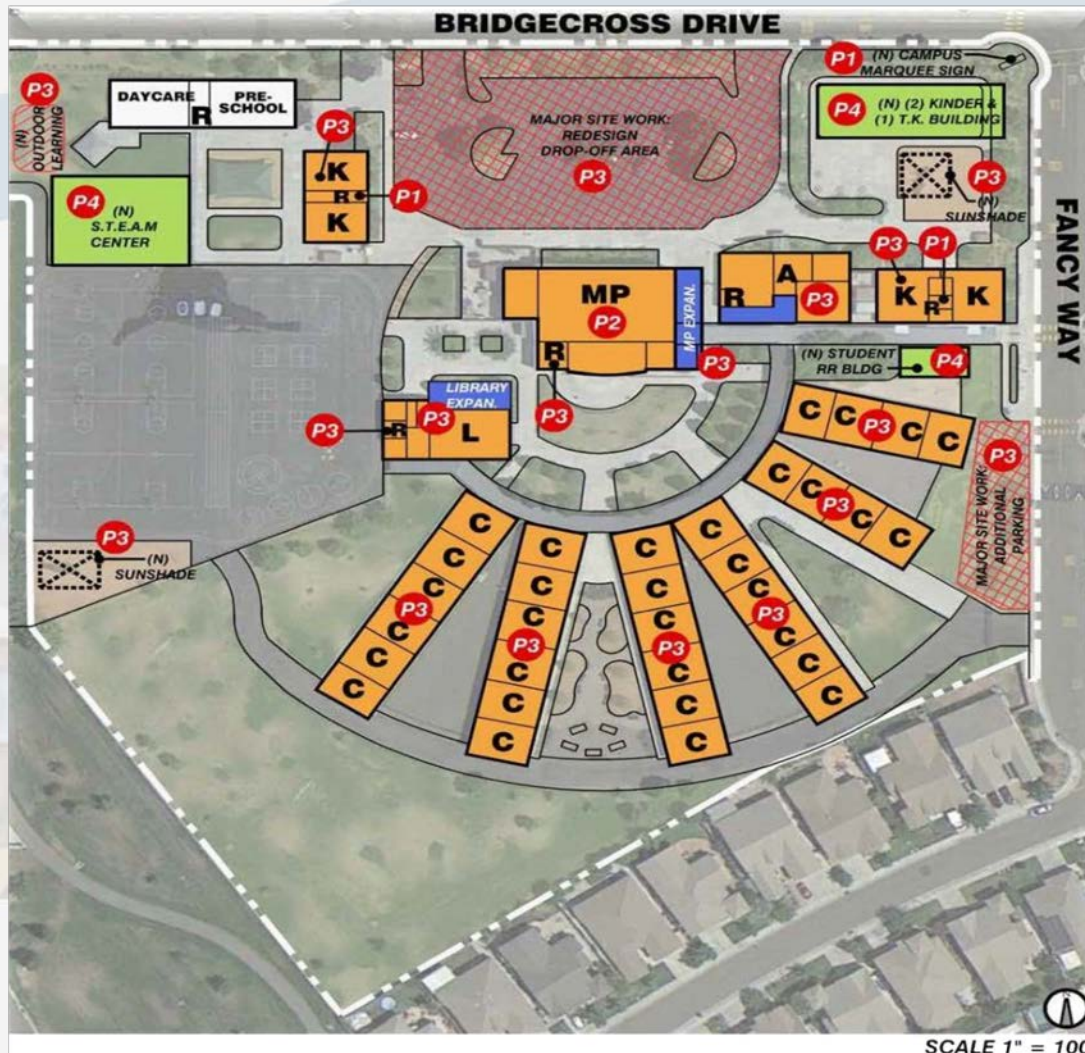 BRIDGECROSS DRIVE
P3
(N)
OUTDOOR
LEARNING
DAYCARE
PRE-
SCHOOL
R
P3
K
R
P1
K
MAJOR SITE WORK:
REDESIGN
DROP-OFF AREA
P3
P1
(N) CAMPUS
MARQUEE SIGN
P4
(N) (2) KINDER &
(1) T.K. BUILDING
P3
(N)
SUNSHADE
FANCY WAY
P4
(N)
S.T.E.A.M
CENTER
MP
P2
R
MP EXPAN.
P3
P3
A
R
P3
P3
P1
K
R
K
(N) STUDENT
RR BLDG
P4
LIBRARY
EXPAN.
P3
P3
R
L
C
C
P3
C
C
C
C
P3
C
C
P3
MAJOR SITE WORK:
ADDITIONAL
PARKING
P3
(N)
SUNSHADE
C
C
C
P3
C
C
C
C
C
C
P3
C
C
C
C
C
C
P3
C
C
C
C
C
C
P3
C
C
C
SCALE 1" = 100